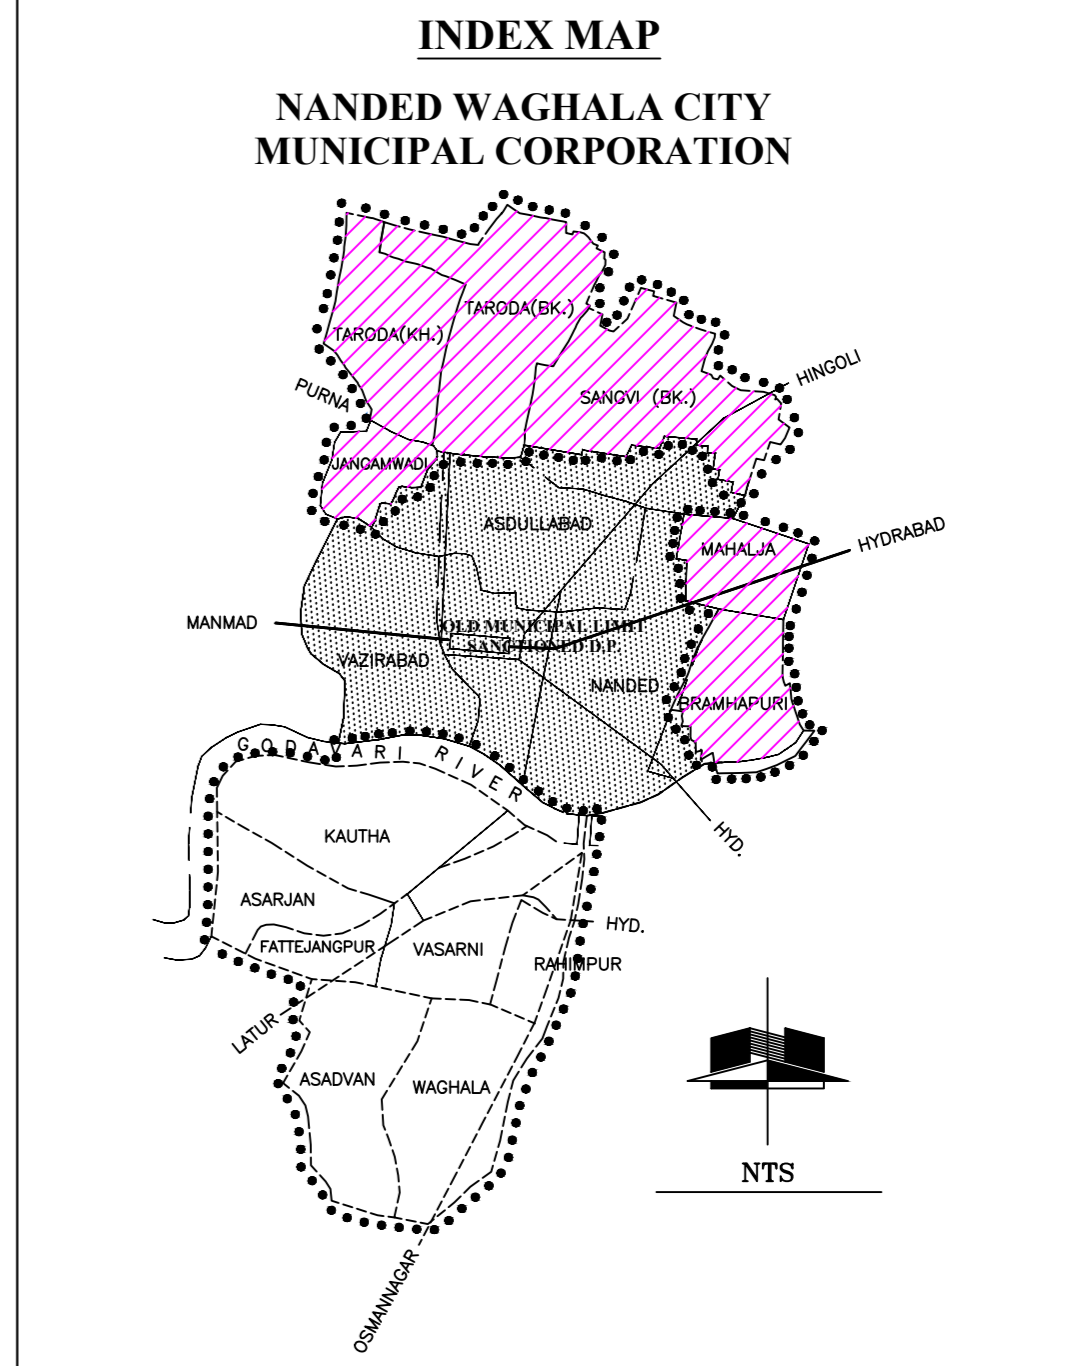 INDEX MAP
NANDED WAGHALA CITY
MUNICIPAL CORPORATION
TARODA(BK.)
TARODA(KH.)
HINGOLI
PURNA
SANGVI (BK.)
JANGAMWADI
ASDULLABAD
HYDRABAD
MAHALJA
MANMAD
OLD MUNICIPAL LIMIT
SANCTIONED D.P.
VAZIRABAD
NANDED
BRAMHAPURI
GODAVARI RIVER
KAUTHA
HYD.
ASARJAN
HYD.
FATTEJANGPUR
VASARNI
RAHIMPUR
LATUR
ASADVAN
WAGHALA
NTS
OSMANNAGAR